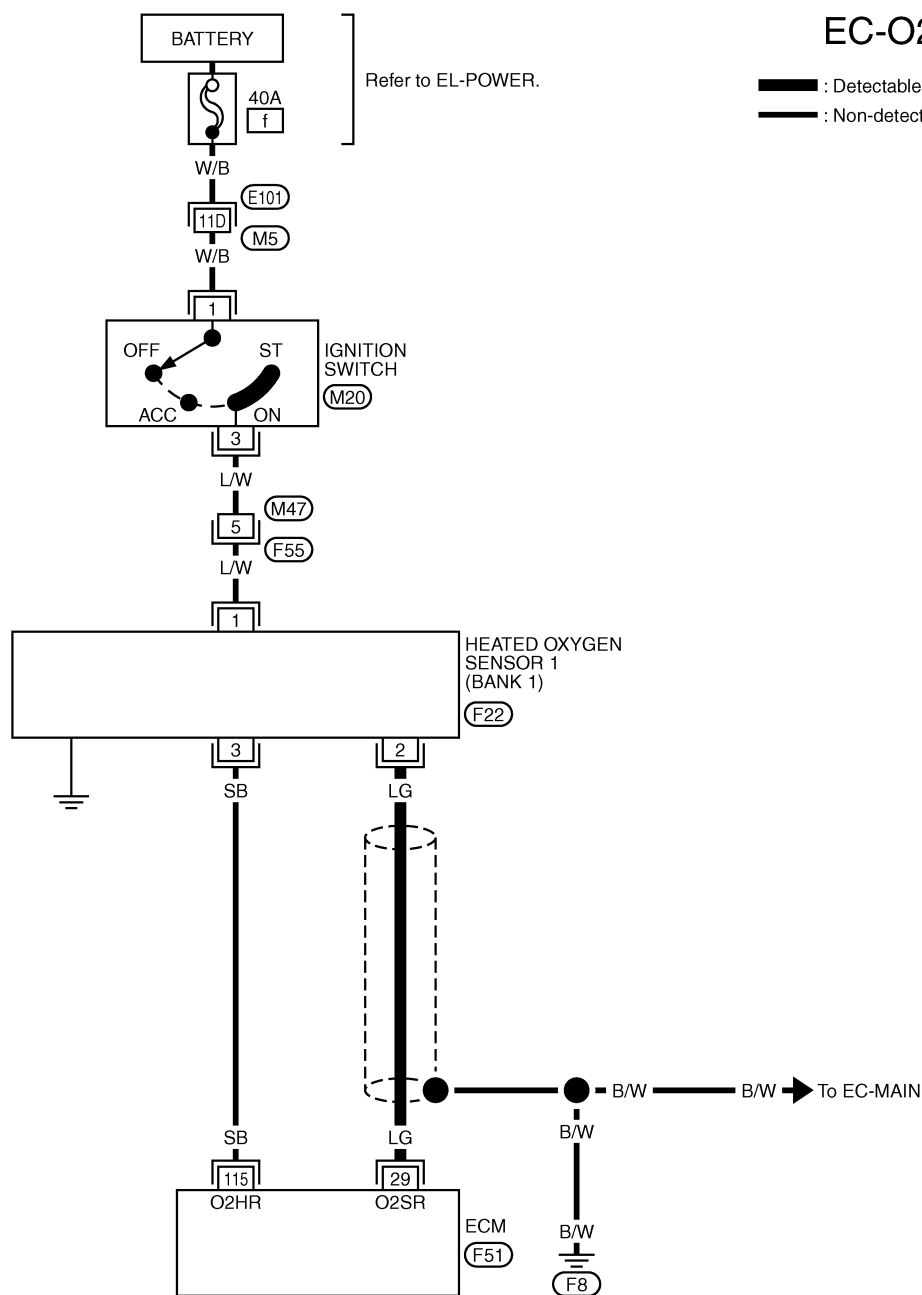 EC-O2
BATTERY
Refer to EL-POWER.
: Detectable
: Non-detect
40A
f
W/B
E101
11D
M5
W/B
1
OFF
ST
IGNITION
SWITCH
ACC
ON
M20
3
L/W
M47
5
F55
L/W
1
HEATED OXYGEN
SENSOR 1
(BANK 1)
F22
3
2
SB
LG
B/W
B/W
To EC-MAIN
B/W
SB
LG
115
29
O2HR
O2SR
ECM
F51
B/W
F8